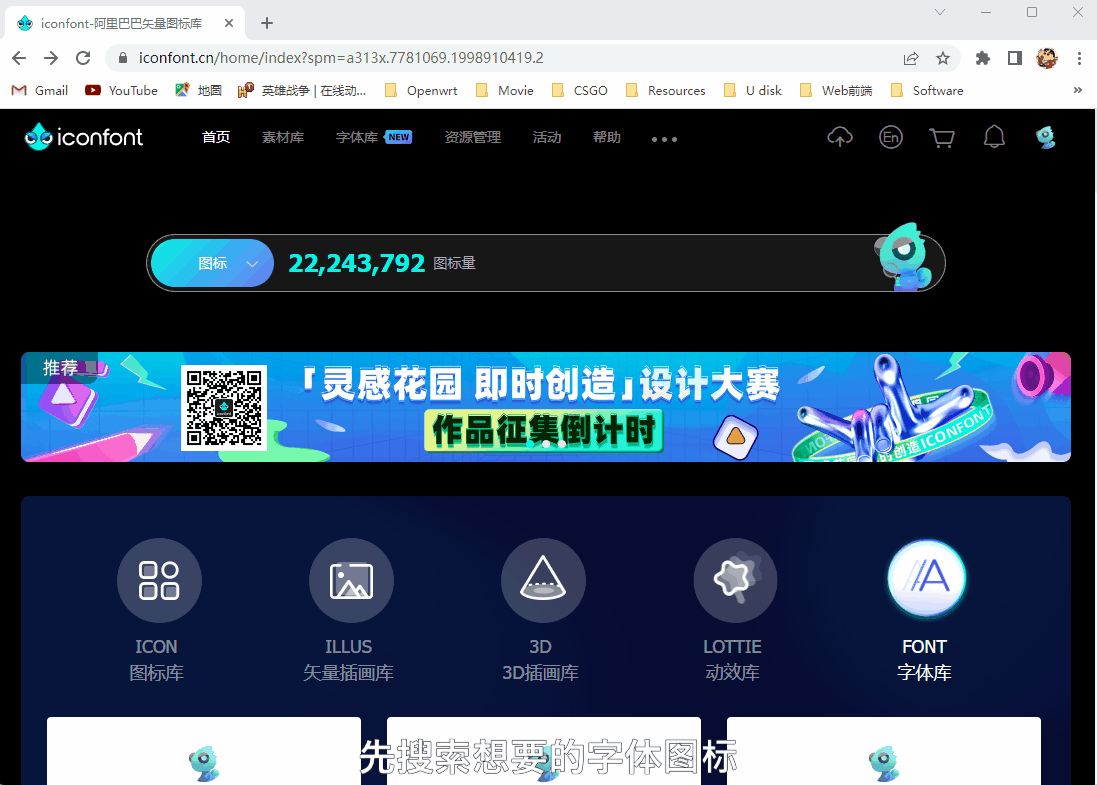 iconfont-阿里巴巴矢量图标库
iconfont.cn/home/index?spm=a313x.7781069.1998910419.2
Gmail YouTube 地圖 英雄战争 | 在线动... Openwrt Movie CSGO Resources U disk Web前端 Software »
iconfont 首页 素材库 字体库 NEW 资源管理 活动 帮助 En
图标 22,243,792 图标量
推荐
「灵感花园 即时创造」设计大赛
作品征集倒计时
ICON ILLUS 3D LOTTIE FONT
图标库 矢量插画库 3D插画库 动效库 字体库
先搜索想要的字体图标